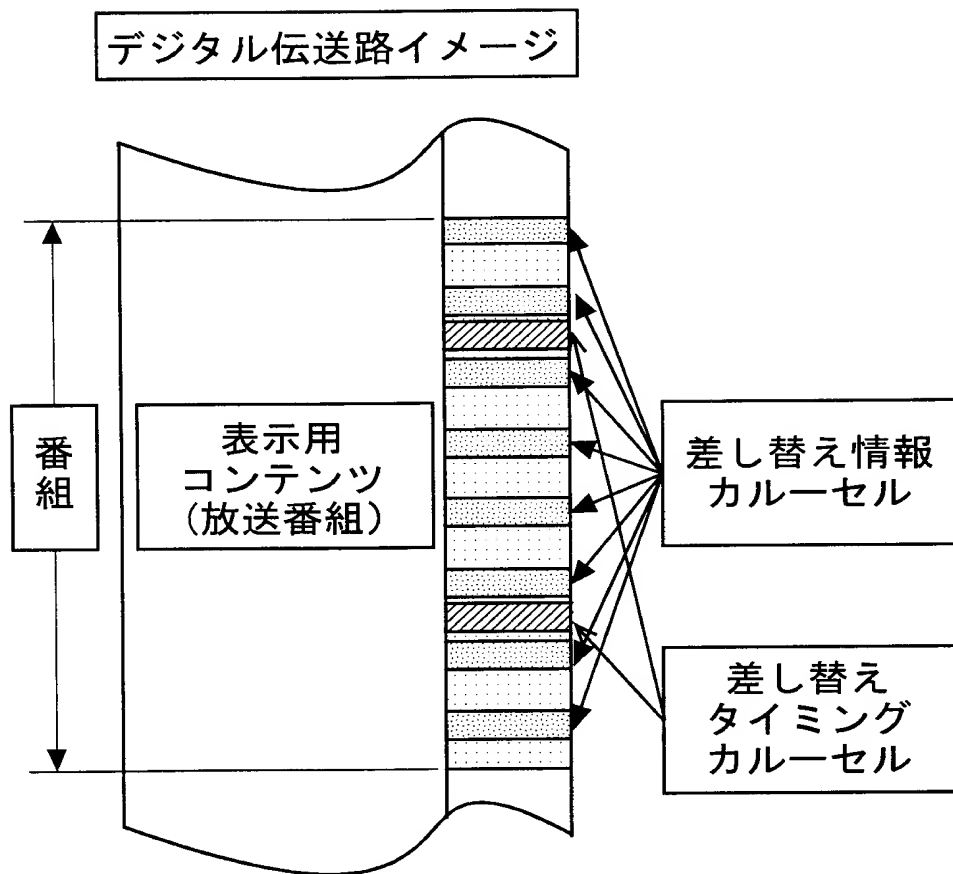 デジタル伝送路イメージ
番
組
表示用
コンテンツ
(放送番組)
差し替え情報
カルーセル
差し替え
タイミング
カルーセル